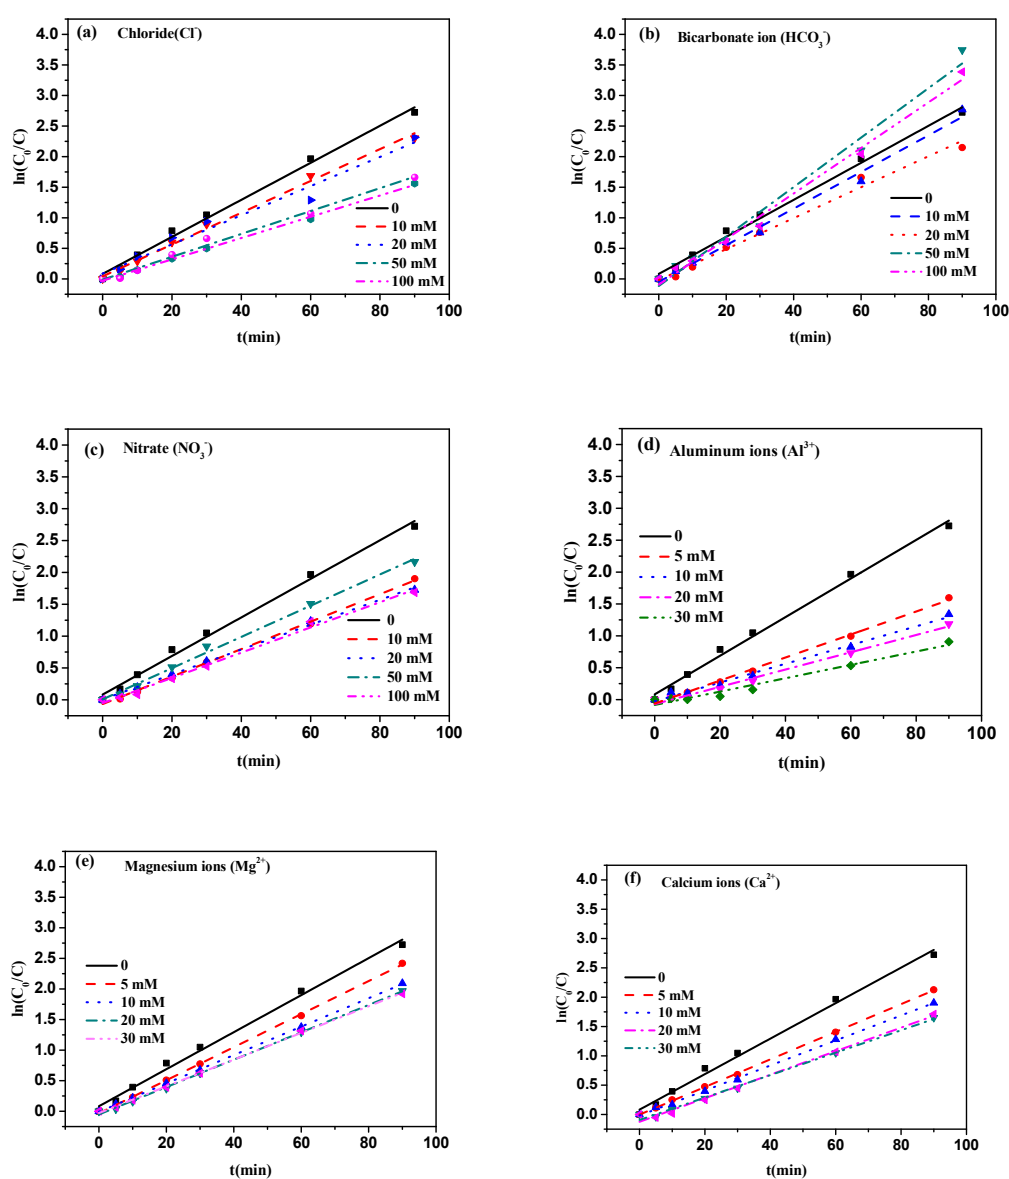 (a) Chloride(Cl⁻)
ln(C₀/C)
4.0
3.5
3.0
2.5
2.0
1.5
1.0
0.5
0.0
0
10 mM
20 mM
50 mM
100 mM
0 20 40 60 80 100
t(min)
(b) Bicarbonate ion (HCO₃⁻)
ln(C₀/C)
4.0
3.5
3.0
2.5
2.0
1.5
1.0
0.5
0.0
0
10 mM
20 mM
50 mM
100 mM
0 20 40 60 80 100
t(min)
(c) Nitrate (NO₃⁻)
ln(C₀/C)
4.0
3.5
3.0
2.5
2.0
1.5
1.0
0.5
0.0
0
10 mM
20 mM
50 mM
100 mM
0 20 40 60 80 100
t(min)
(d) Aluminum ions (Al³⁺)
ln(C₀/C)
4.0
3.5
3.0
2.5
2.0
1.5
1.0
0.5
0.0
0
5 mM
10 mM
20 mM
30 mM
0 20 40 60 80 100
t(min)
(e) Magnesium ions (Mg²⁺)
ln(C₀/C)
4.0
3.5
3.0
2.5
2.0
1.5
1.0
0.5
0.0
0
5 mM
10 mM
20 mM
30 mM
0 20 40 60 80 100
t(min)
(f) Calcium ions (Ca²⁺)
ln(C₀/C)
4.0
3.5
3.0
2.5
2.0
1.5
1.0
0.5
0.0
0
5 mM
10 mM
20 mM
30 mM
0 20 40 60 80 100
t(min)